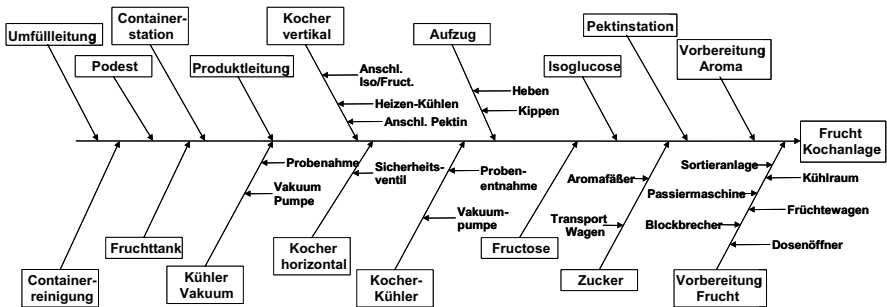 Umfüllleitung
Container-
station
Kocher
vertikal
Aufzug
Pektinstation
Podest
Produktleitung
Isoglucose
Vorbereitung
Aroma
Anschl.
Iso/Fruct.
Heizen-Kühlen
Anschl. Pektin
Heben
Kippen
Frucht
Kochanlage
Probenahme
Vakuum
Pumpe
Sicherheits-
ventil
Proben-
entnahme
Vakuum-
pumpe
Aromafäßer
Transport
Wagen
Sortieranlage
Kühlraum
Passiermaschine
Früchtewagen
Blockbrecher
Dosenöffner
Container-
reinigung
Fruchttank
Kühler
Vakuum
Kocher
horizontal
Kocher-
Kühler
Fructose
Zucker
Vorbereitung
Frucht